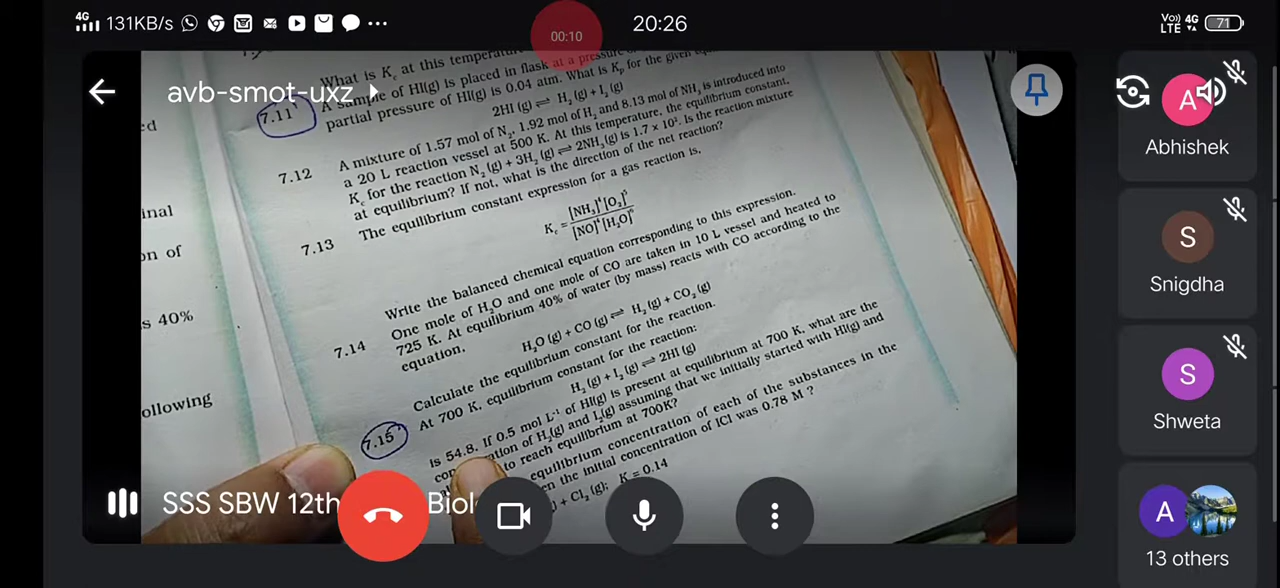 4G 131KB/s 00:10 20:26 Vo)) LTE 4G 71
avb-smot-uxz
What is K
7.11 A sample of HI(g) is placed in flask at a pressure
partial pressure of HI(g) is 0.04 atm. What is Kp for the given
2HI (g) ⇌ H₂ (g) + I₂ (g)
7.12 A mixture of 1.57 mol of N₂, 1.92 mol of H₂ and 8.13 mol of NH₃ is introduced into
a 20 L reaction vessel at 500 K. At this temperature, the equilibrium constant,
Kc for the reaction N₂ (g) + 3H₂ (g) ⇌ 2NH₃ (g) is 1.7 × 10². Is the reaction mixture
at equilibrium? If not, what is the direction of the net reaction?
7.13 The equilibrium constant expression for a gas reaction is,
Kc = [NH₃]⁴[O₂]⁵
[NO]⁴[H₂O]⁶
Write the balanced chemical equation corresponding to this expression.
7.14 One mole of H₂O and one mole of CO are taken in 10 L vessel and heated to
725 K. At equilibrium 40% of water (by mass) reacts with CO according to the
equation,
H₂O (g) + CO (g) ⇌ H₂ (g) + CO₂ (g)
Calculate the equilibrium constant for the reaction.
7.15 At 700 K, equilibrium constant for the reaction:
H₂ (g) + I₂ (g) ⇌ 2HI (g)
is 54.8. If 0.5 mol L⁻¹ of HI(g) is present at equilibrium at 700 K, what are the
of H₂(g) and I₂(g) assuming that we initially started with HI(g) and
to reach equilibrium at 700K?
equilibrium concentration of each of the substances in the
the initial concentration of ICl was 0.78 M ?
+ Cl₂ (g); K = 0.14
inal
on of
s 40%
ollowing
SSS SBW 12th Biol
A
Abhishek
S
Snigdha
S
Shweta
A
13 others